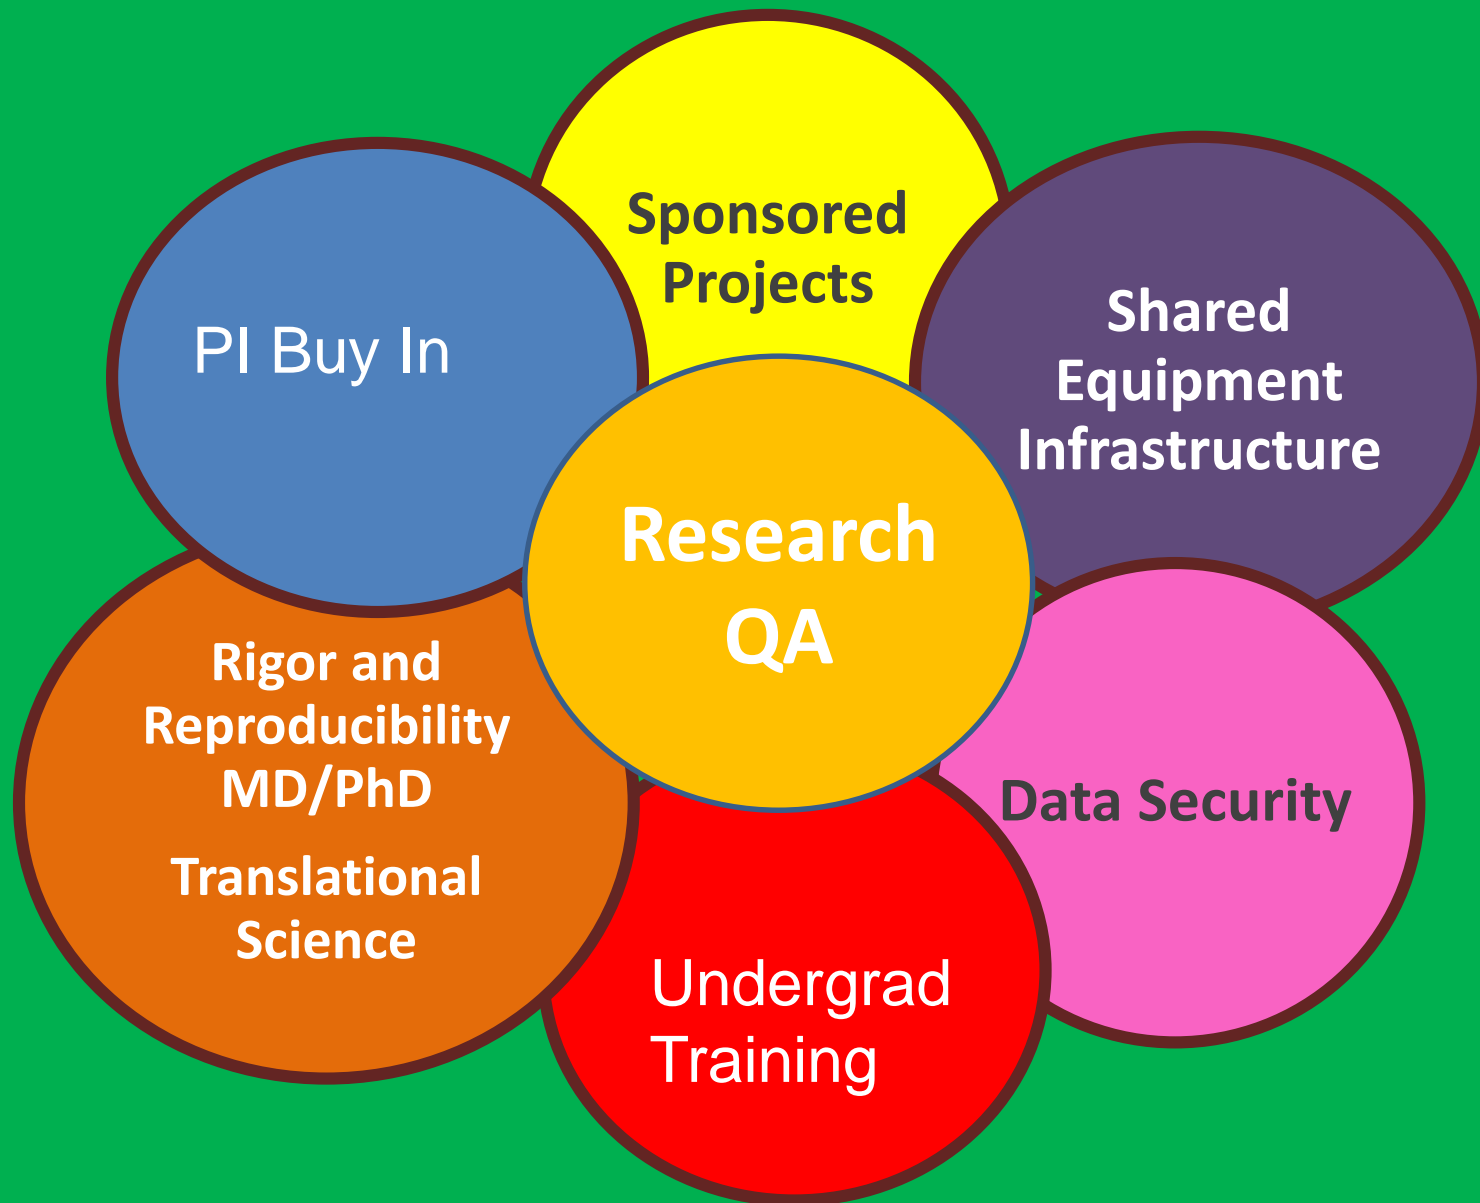 Sponsored
Projects
PI Buy In
Shared
Equipment
Infrastructure
Research
QA
Rigor and
Reproducibility
MD/PhD
Translational
Science
Data Security
Undergrad
Training